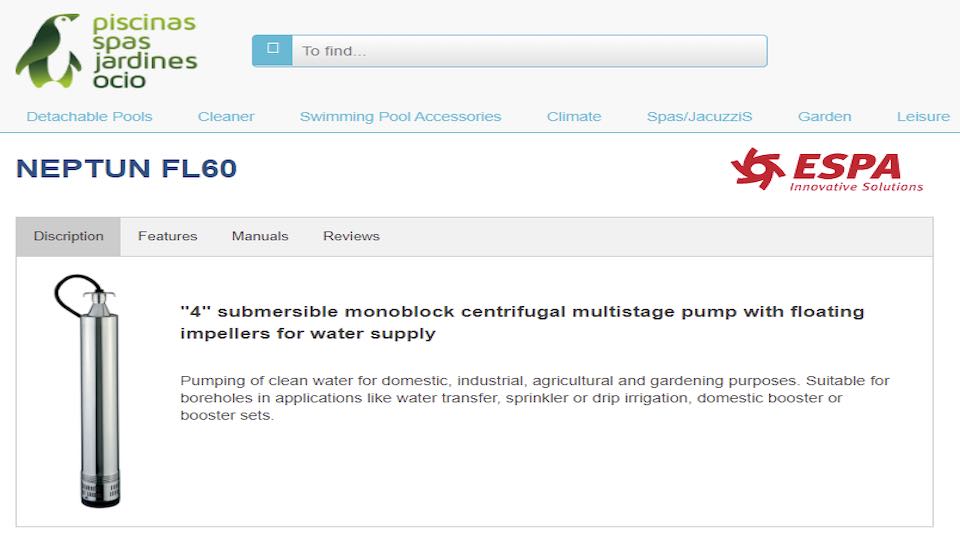 piscinas
spas
jardines
ocio
To find...
Detachable Pools Cleaner Swimming Pool Accessories Climate Spas/JacuzziS Garden Leisure
NEPTUN FL60
ESPA
Innovative Solutions
Discription Features Manuals Reviews
"4" submersible monoblock centrifugal multistage pump with floating
impellers for water supply
Pumping of clean water for domestic, industrial, agricultural and gardening purposes. Suitable for
boreholes in applications like water transfer, sprinkler or drip irrigation, domestic booster or
booster sets.